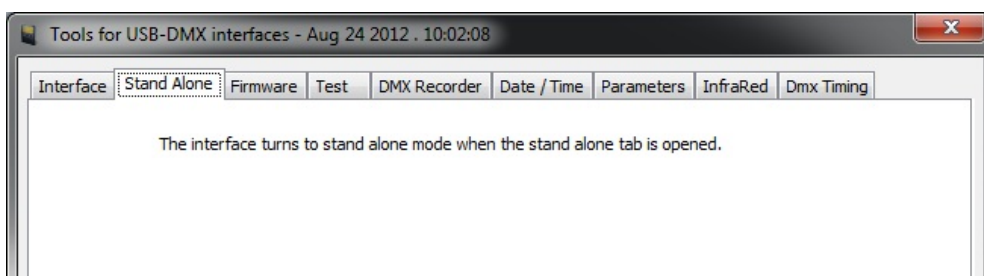 Tools for USB-DMX interfaces - Aug 24 2012 . 10:02:08
Interface Stand Alone Firmware Test DMX Recorder Date / Time Parameters InfraRed Dmx Timing
The interface turns to stand alone mode when the stand alone tab is opened.